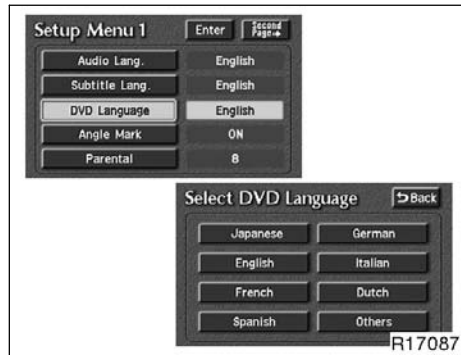 Setup Menu 1 Enter Second Page→
Audio Lang. English
Subtitle Lang. English
DVD Language English
Angle Mark ON
Parental 8
Select DVD Language Back
Japanese German
English Italian
French Dutch
Spanish Others
R17087